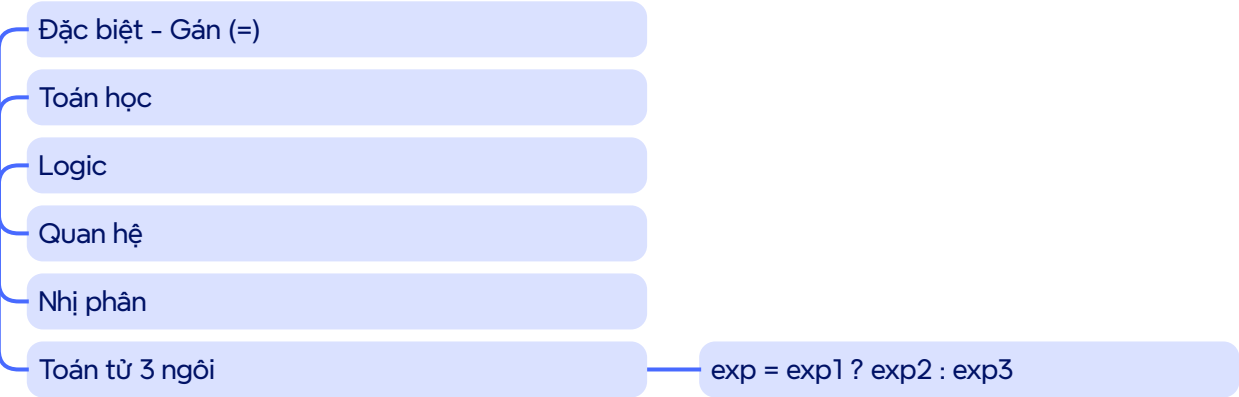 Đặc biệt - Gán (=)
Toán học
Logic
Quan hệ
Nhị phân
Toán tử 3 ngôi
exp = exp1 ? exp2 : exp3